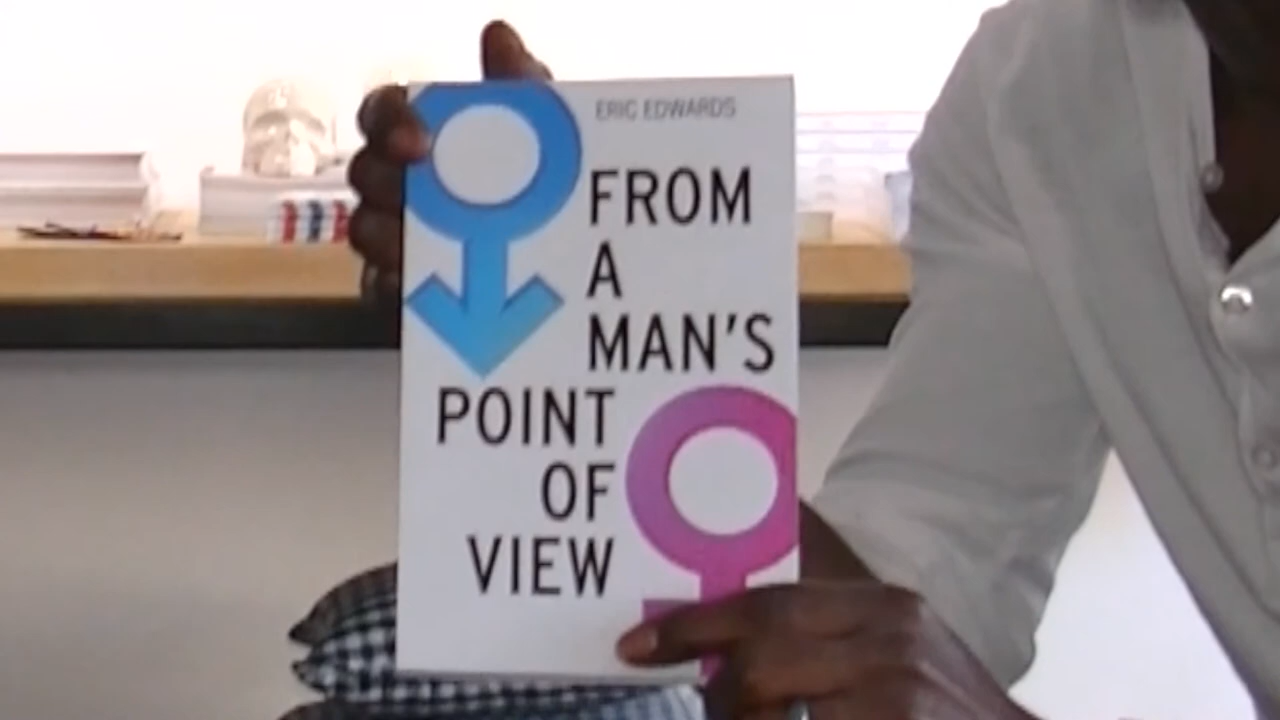 ERIC EDWARDS
FROM
A
MAN'S
POINT
OF
VIEW